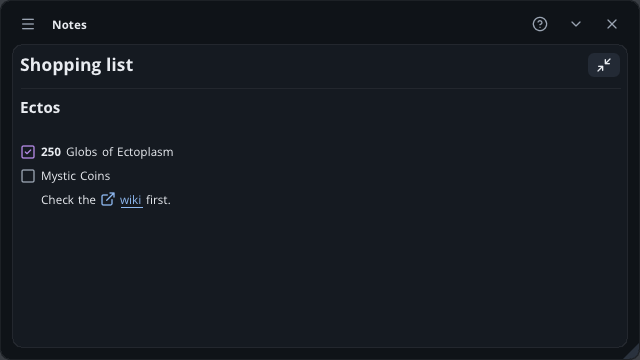 Notes
Shopping list
Ectos
250 Globs of Ectoplasm
Mystic Coins
Check the wiki first.